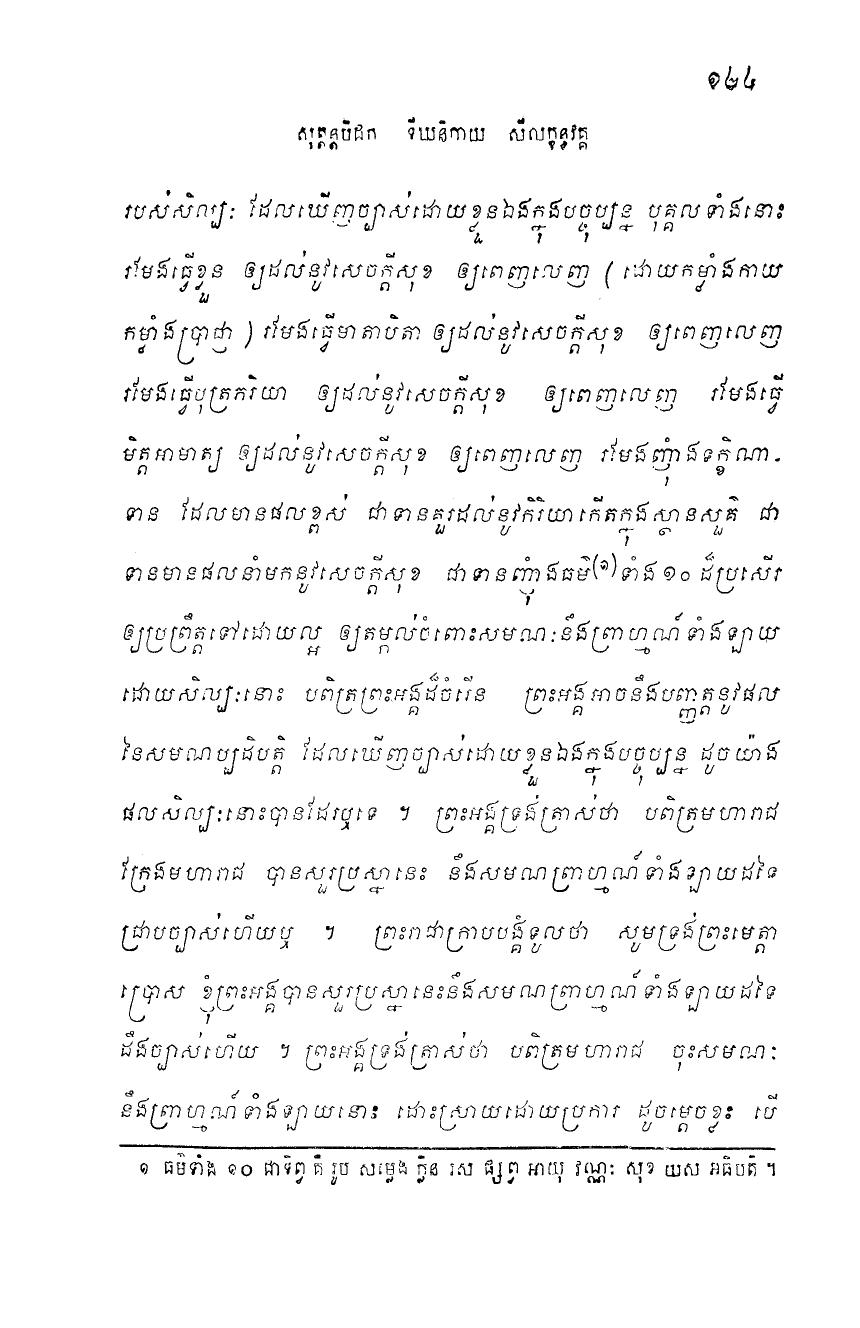 ១៤៤
សុត្តន្តបិដក ទីឃនិកាយ សីលក្ខន្ធវគ្គ
របស់សិល្បៈ ដែលឃើញច្បាស់ដោយខ្លួនឯងក្នុងបច្ចុប្បន្ន បុគ្គលទាំងនោះ
រមែងធ្វើខ្លួន ឲ្យដល់នូវសេចក្តីសុខ ឲ្យពេញលេញ (ដោយកម្លាំងកាយ
កម្លាំងប្រាជ្ញា) រមែងធ្វើមាតាបិតា ឲ្យដល់នូវសេចក្តីសុខ ឲ្យពេញលេញ
រមែងធ្វើបុត្រភរិយា ឲ្យដល់នូវសេចក្តីសុខ ឲ្យពេញលេញ រមែងធ្វើ
មិត្តអាមាត្យ ឲ្យដល់នូវសេចក្តីសុខ ឲ្យពេញលេញ រមែងញុំាងទក្ខិណា-
ទាន ដែលមានផលខ្ពស់ ជាទានគួរដល់នូវកិរិយាកើតក្នុងស្ថានសួគ៌ ជា
ទានមានផលនាំមកនូវសេចក្តីសុខ ជាទានញុំាងធម៌(១)ទាំង ១០ ដ៏ប្រសើរ
ឲ្យប្រព្រឹត្តទៅដោយល្អ ឲ្យតម្កល់ចំពោះសមណៈនឹងព្រាហ្មណ៍ទាំងឡាយ
ដោយសិល្បៈនោះ បពិត្រព្រះអង្គដ៏ចំរើន ព្រះអង្គអាចនឹងបញ្ញត្តនូវផល
នៃសមណប្បដិបត្តិ ដែលឃើញច្បាស់ដោយខ្លួនឯងក្នុងបច្ចុប្បន្ន ដូចយ៉ាង
ផលសិល្បៈនោះបានដែរឬទេ ។ ព្រះអង្គទ្រង់ត្រាស់ថា បពិត្រមហារាជ
ក្រែងមហារាជ បានសួរប្រស្នានេះ នឹងសមណព្រាហ្មណ៍ទាំងឡាយដទៃ
ជ្រាបច្បាស់ហើយឬ ។ ព្រះរាជាក្រាបបង្គំទូលថា សូមទ្រង់ព្រះមេត្តា
ប្រោស ខ្ញុំព្រះអង្គបានសួរប្រស្នានេះនឹងសមណព្រាហ្មណ៍ទាំងឡាយដទៃ
ដឹងច្បាស់ហើយ ។ ព្រះអង្គទ្រង់ត្រាស់ថា បពិត្រមហារាជ ចុះសមណៈ
នឹងព្រាហ្មណ៍ទាំងឡាយនោះ ដោះស្រាយដោយប្រការ ដូចម្តេចខ្លះ បើ
១ ធម៌ទាំង ១០ ជាទិព្វ គឺ រូប សម្លេង ក្លិន រស ផ្សព្វ អាយុ វណ្ណៈ សុខ យស អធិបតី ។